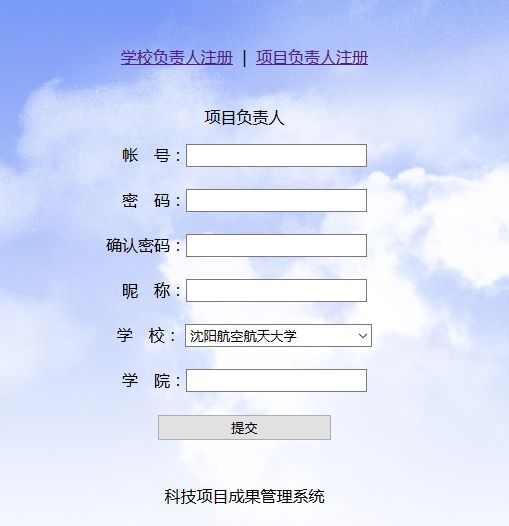 学校负责人注册 | 项目负责人注册
项目负责人
帐 号：
密 码：
确认密码：
昵 称：
学 校： 沈阳航空航天大学
学 院：
提交
科技项目成果管理系统